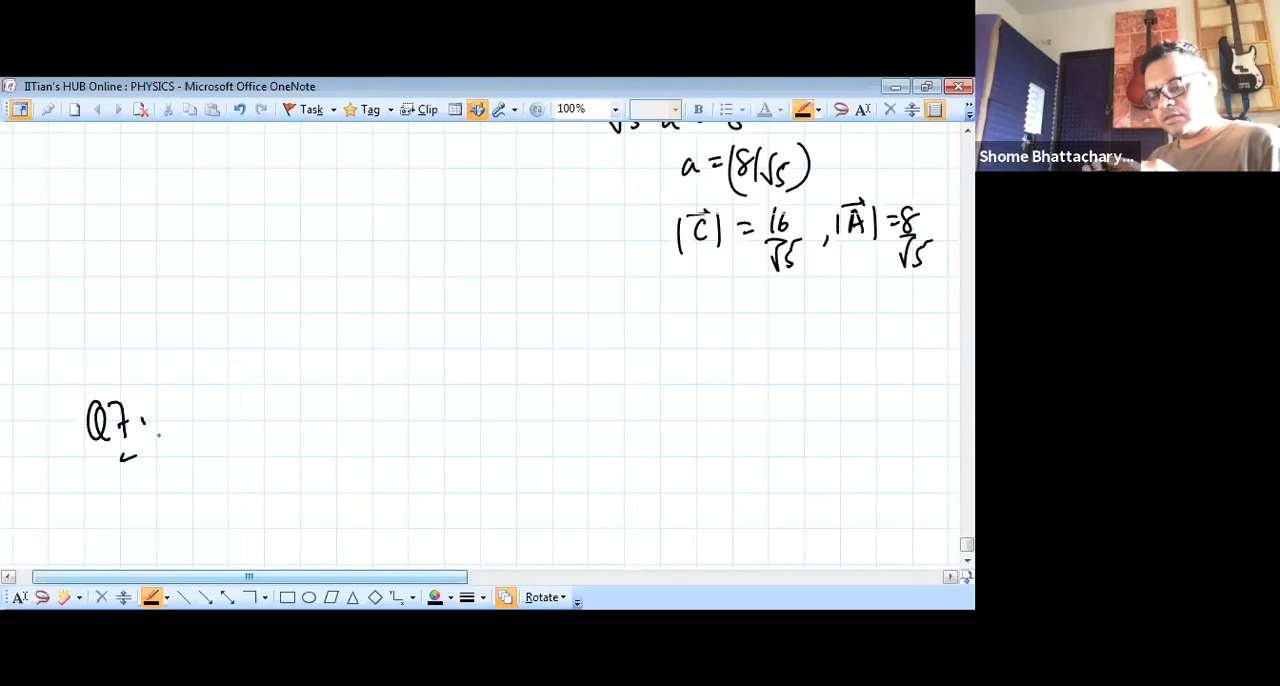 IITian's HUB Online : PHYSICS - Microsoft Office OneNote
Task Tag Clip 100% B A
a = (8/√5)
|C⃗| = 16/√5 , |A⃗| = 8/√5
Shome Bhattachary...
Q7.
Rotate